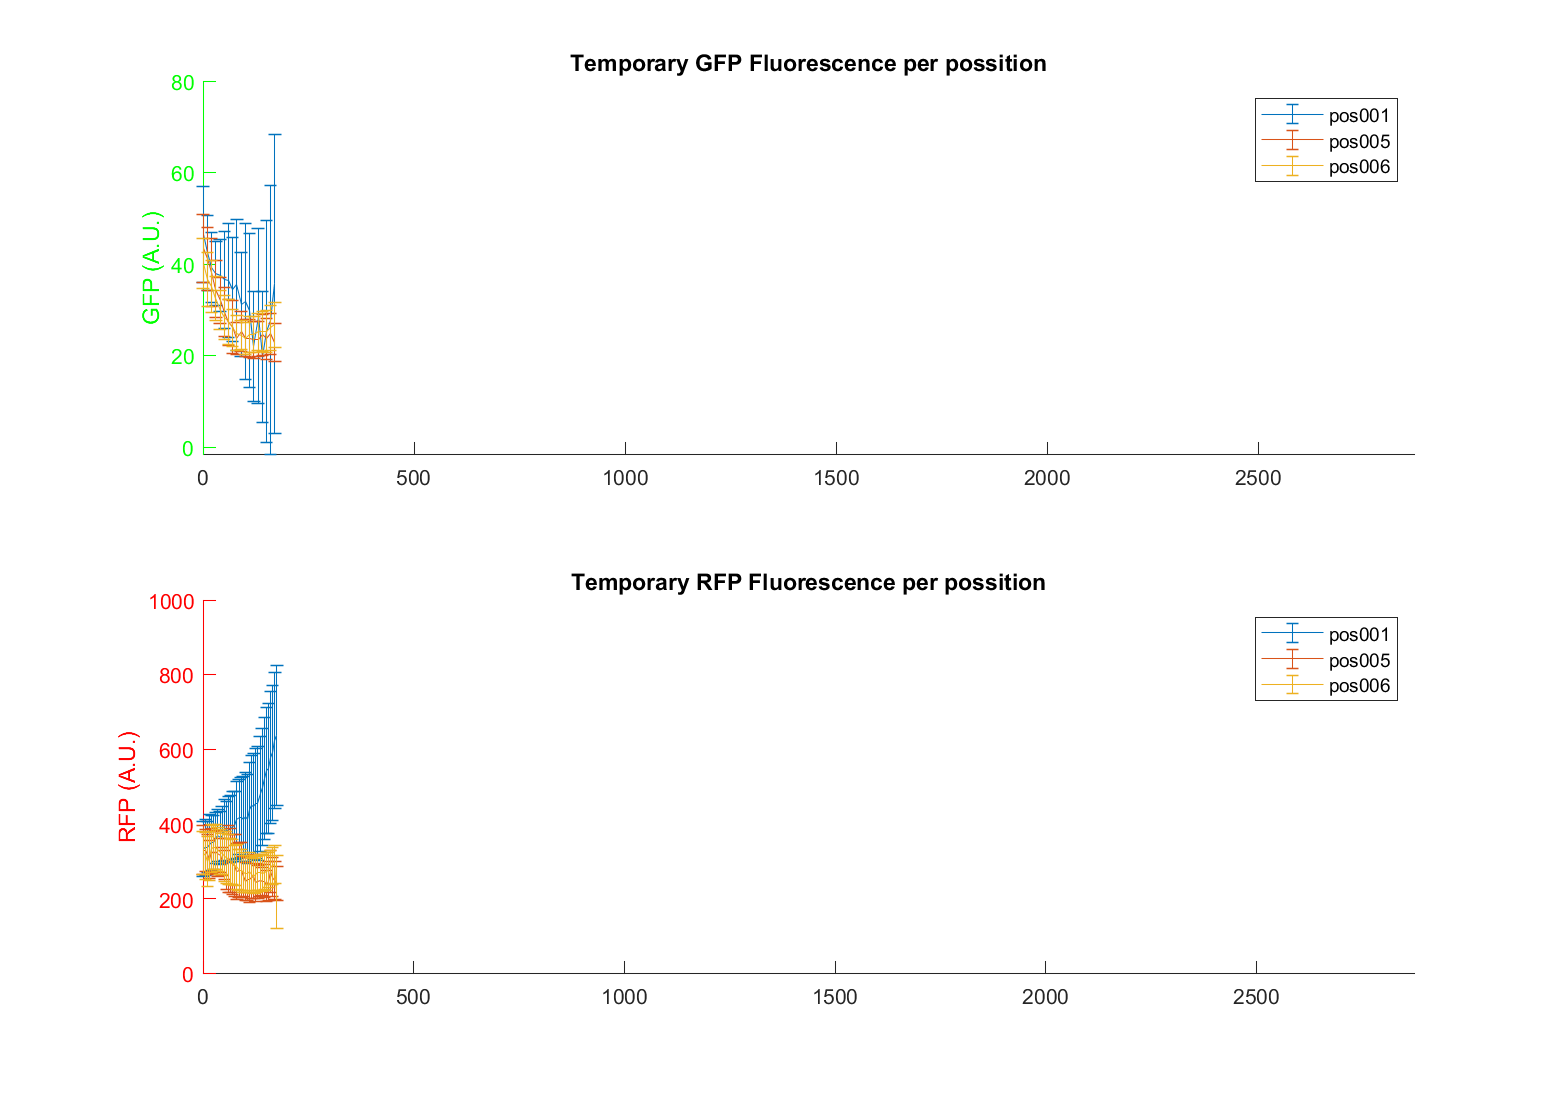 Temporary GFP Fluorescence per possition
80
60
40
20
0
GFP (A.U.)
pos001
pos005
pos006
0 500 1000 1500 2000 2500
Temporary RFP Fluorescence per possition
1000
800
600
400
200
0
RFP (A.U.)
pos001
pos005
pos006
0 500 1000 1500 2000 2500